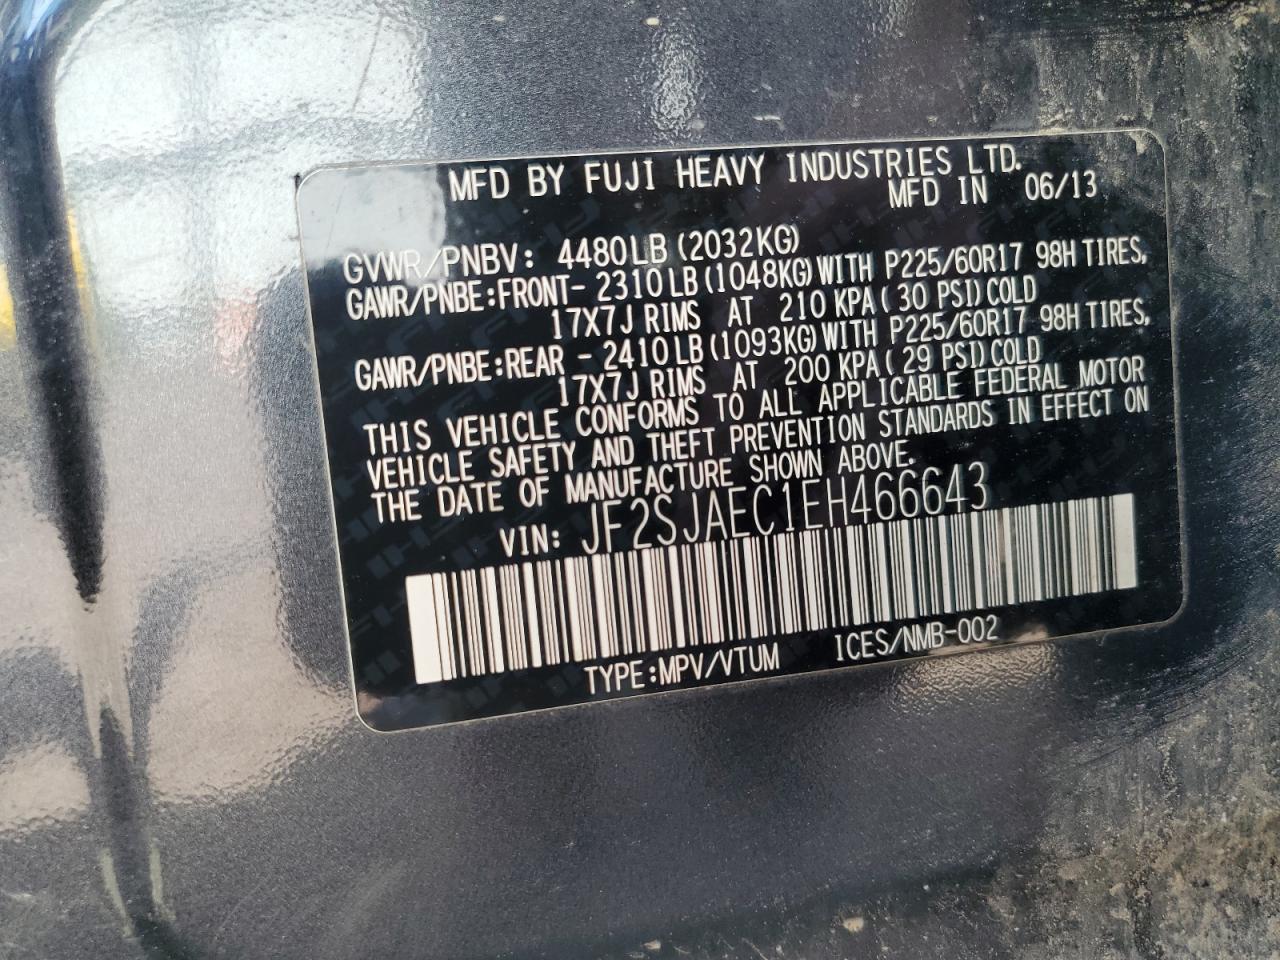 MFD BY FUJI HEAVY INDUSTRIES LTD.
MFD IN 06/13
GVWR/PNBV: 4480LB (2032KG)
GAWR/PNBE:FRONT- 2310LB (1048KG)WITH P225/60R17 98H TIRES,
17X7J RIMS AT 210 KPA( 30 PSI)COLD
GAWR/PNBE:REAR - 2410LB (1093KG)WITH P225/60R17 98H TIRES,
17X7J RIMS AT 200 KPA( 29 PSI)COLD
THIS VEHICLE CONFORMS TO ALL APPLICABLE FEDERAL MOTOR
VEHICLE SAFETY AND THEFT PREVENTION STANDARDS IN EFFECT ON
THE DATE OF MANUFACTURE SHOWN ABOVE.
VIN: JF2SJAEC1EH466643
TYPE:MPV/VTUM ICES/NMB-002